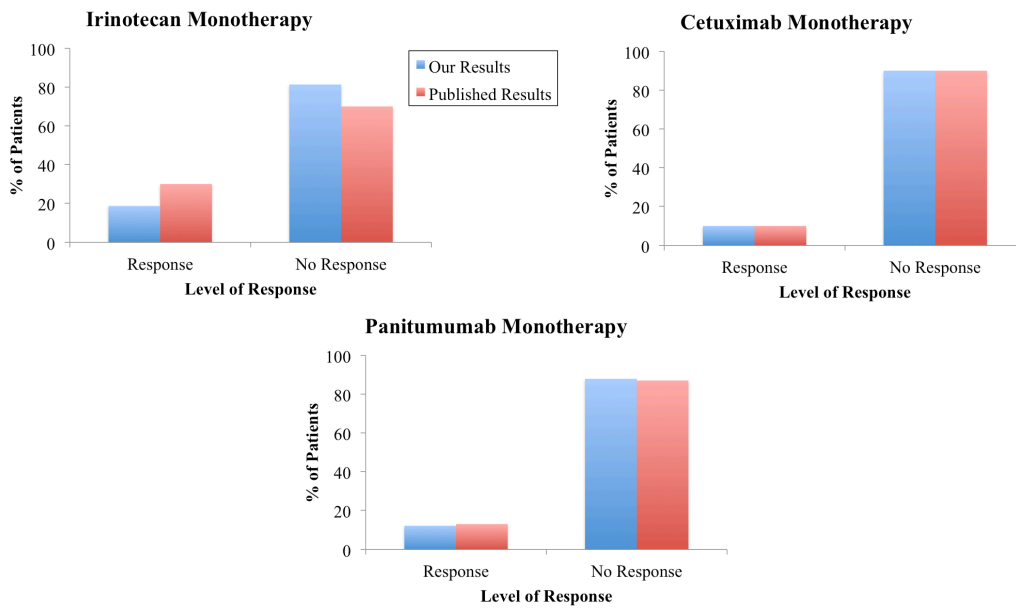 Irinotecan Monotherapy
100
80
60
40
20
0
% of Patients
Response
No Response
Level of Response
Our Results
Published Results
Cetuximab Monotherapy
100
80
60
40
20
0
% of Patients
Response
No Response
Level of Response
Panitumumab Monotherapy
100
80
60
40
20
0
% of Patients
Response
No Response
Level of Response